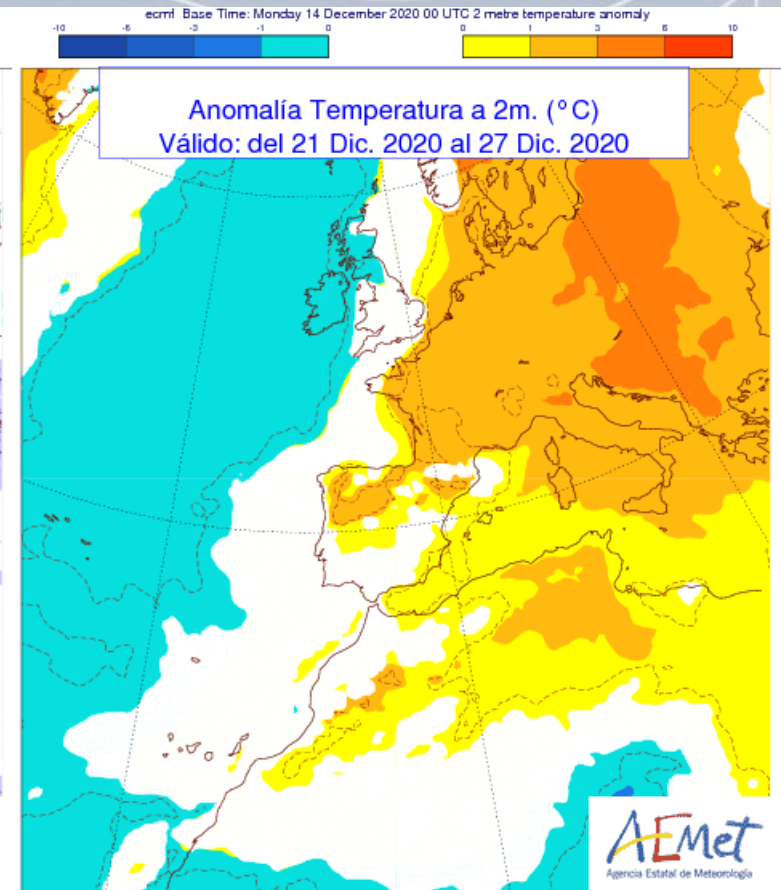 ecmf Base Time: Monday 14 December 2020 00 UTC 2 metre temperature anomaly
-10 -6 -3 -1 0 0 1 3 6 10
Anomalía Temperatura a 2m. (ºC)
Válido: del 21 Dic. 2020 al 27 Dic. 2020
AEMet
Agencia Estatal de Meteorología